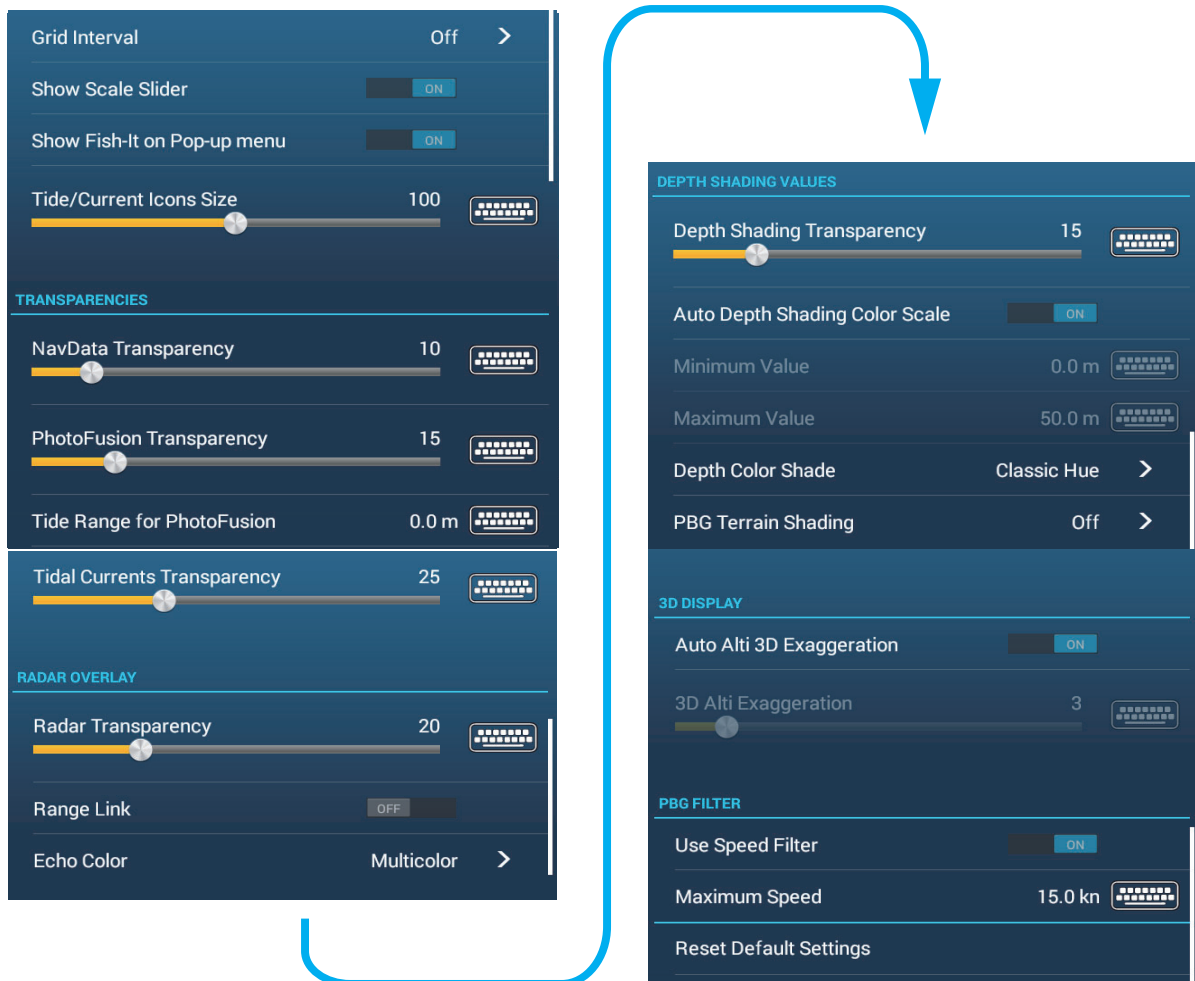 Grid Interval Off >
Show Scale Slider ON
Show Fish-It on Pop-up menu ON
Tide/Current Icons Size 100
TRANSPARENCIES
NavData Transparency 10
PhotoFusion Transparency 15
Tide Range for PhotoFusion 0.0 m
Tidal Currents Transparency 25
RADAR OVERLAY
Radar Transparency 20
Range Link OFF
Echo Color Multicolor >
DEPTH SHADING VALUES
Depth Shading Transparency 15
Auto Depth Shading Color Scale ON
Minimum Value 0.0 m
Maximum Value 50.0 m
Depth Color Shade Classic Hue >
PBG Terrain Shading Off >
3D DISPLAY
Auto Alti 3D Exaggeration ON
3D Alti Exaggeration 3
PBG FILTER
Use Speed Filter ON
Maximum Speed 15.0 kn
Reset Default Settings